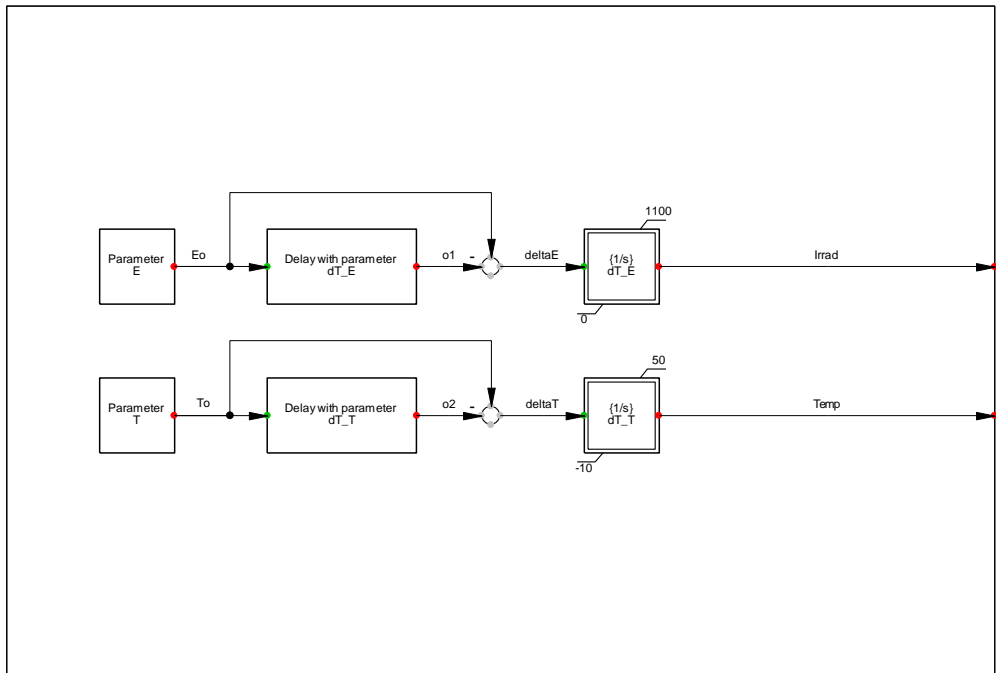 1100
Parameter
E
Eo
Delay with parameter
dT_E
o1
-
deltaE
{1/s}
dT_E
Irrad
0
50
Parameter
T
To
Delay with parameter
dT_T
o2
-
deltaT
{1/s}
dT_T
Temp
-10